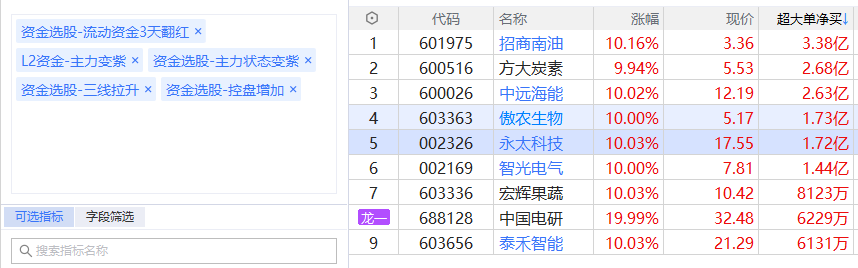 资金选股-流动资金3天翻红 ×
L2资金-主力变紫 × 资金选股-主力状态变紫 ×
资金选股-三线拉升 × 资金选股-控盘增加 ×
可选指标 字段筛选
搜索指标名称
代码 名称 涨幅 现价 超大单净买↓
1 601975 招商南油 10.16% 3.36 3.38亿
2 600516 方大炭素 9.94% 5.53 2.68亿
3 600026 中远海能 10.02% 12.19 2.63亿
4 603363 傲农生物 10.00% 5.17 1.73亿
5 002326 永太科技 10.03% 17.55 1.72亿
6 002169 智光电气 10.00% 7.81 1.44亿
7 603336 宏辉果蔬 10.03% 10.42 8123万
龙一 688128 中国电研 19.99% 32.48 6229万
9 603656 泰禾智能 10.03% 21.29 6131万